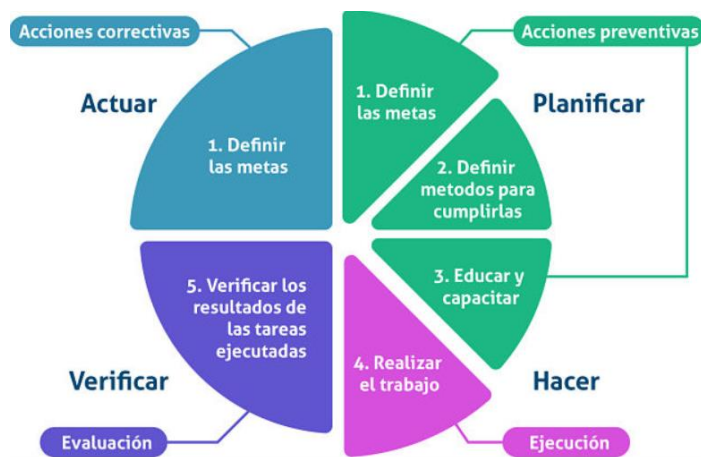 Acciones correctivas
Acciones preventivas
Actuar
Planificar
1. Definir
las metas
1. Definir
las metas
2. Definir
metodos para
cumplirlas
3. Educar y
capacitar
4. Realizar
el trabajo
5. Verificar los
resultados de
las tareas
ejecutadas
Verificar
Hacer
Evaluación
Ejecución